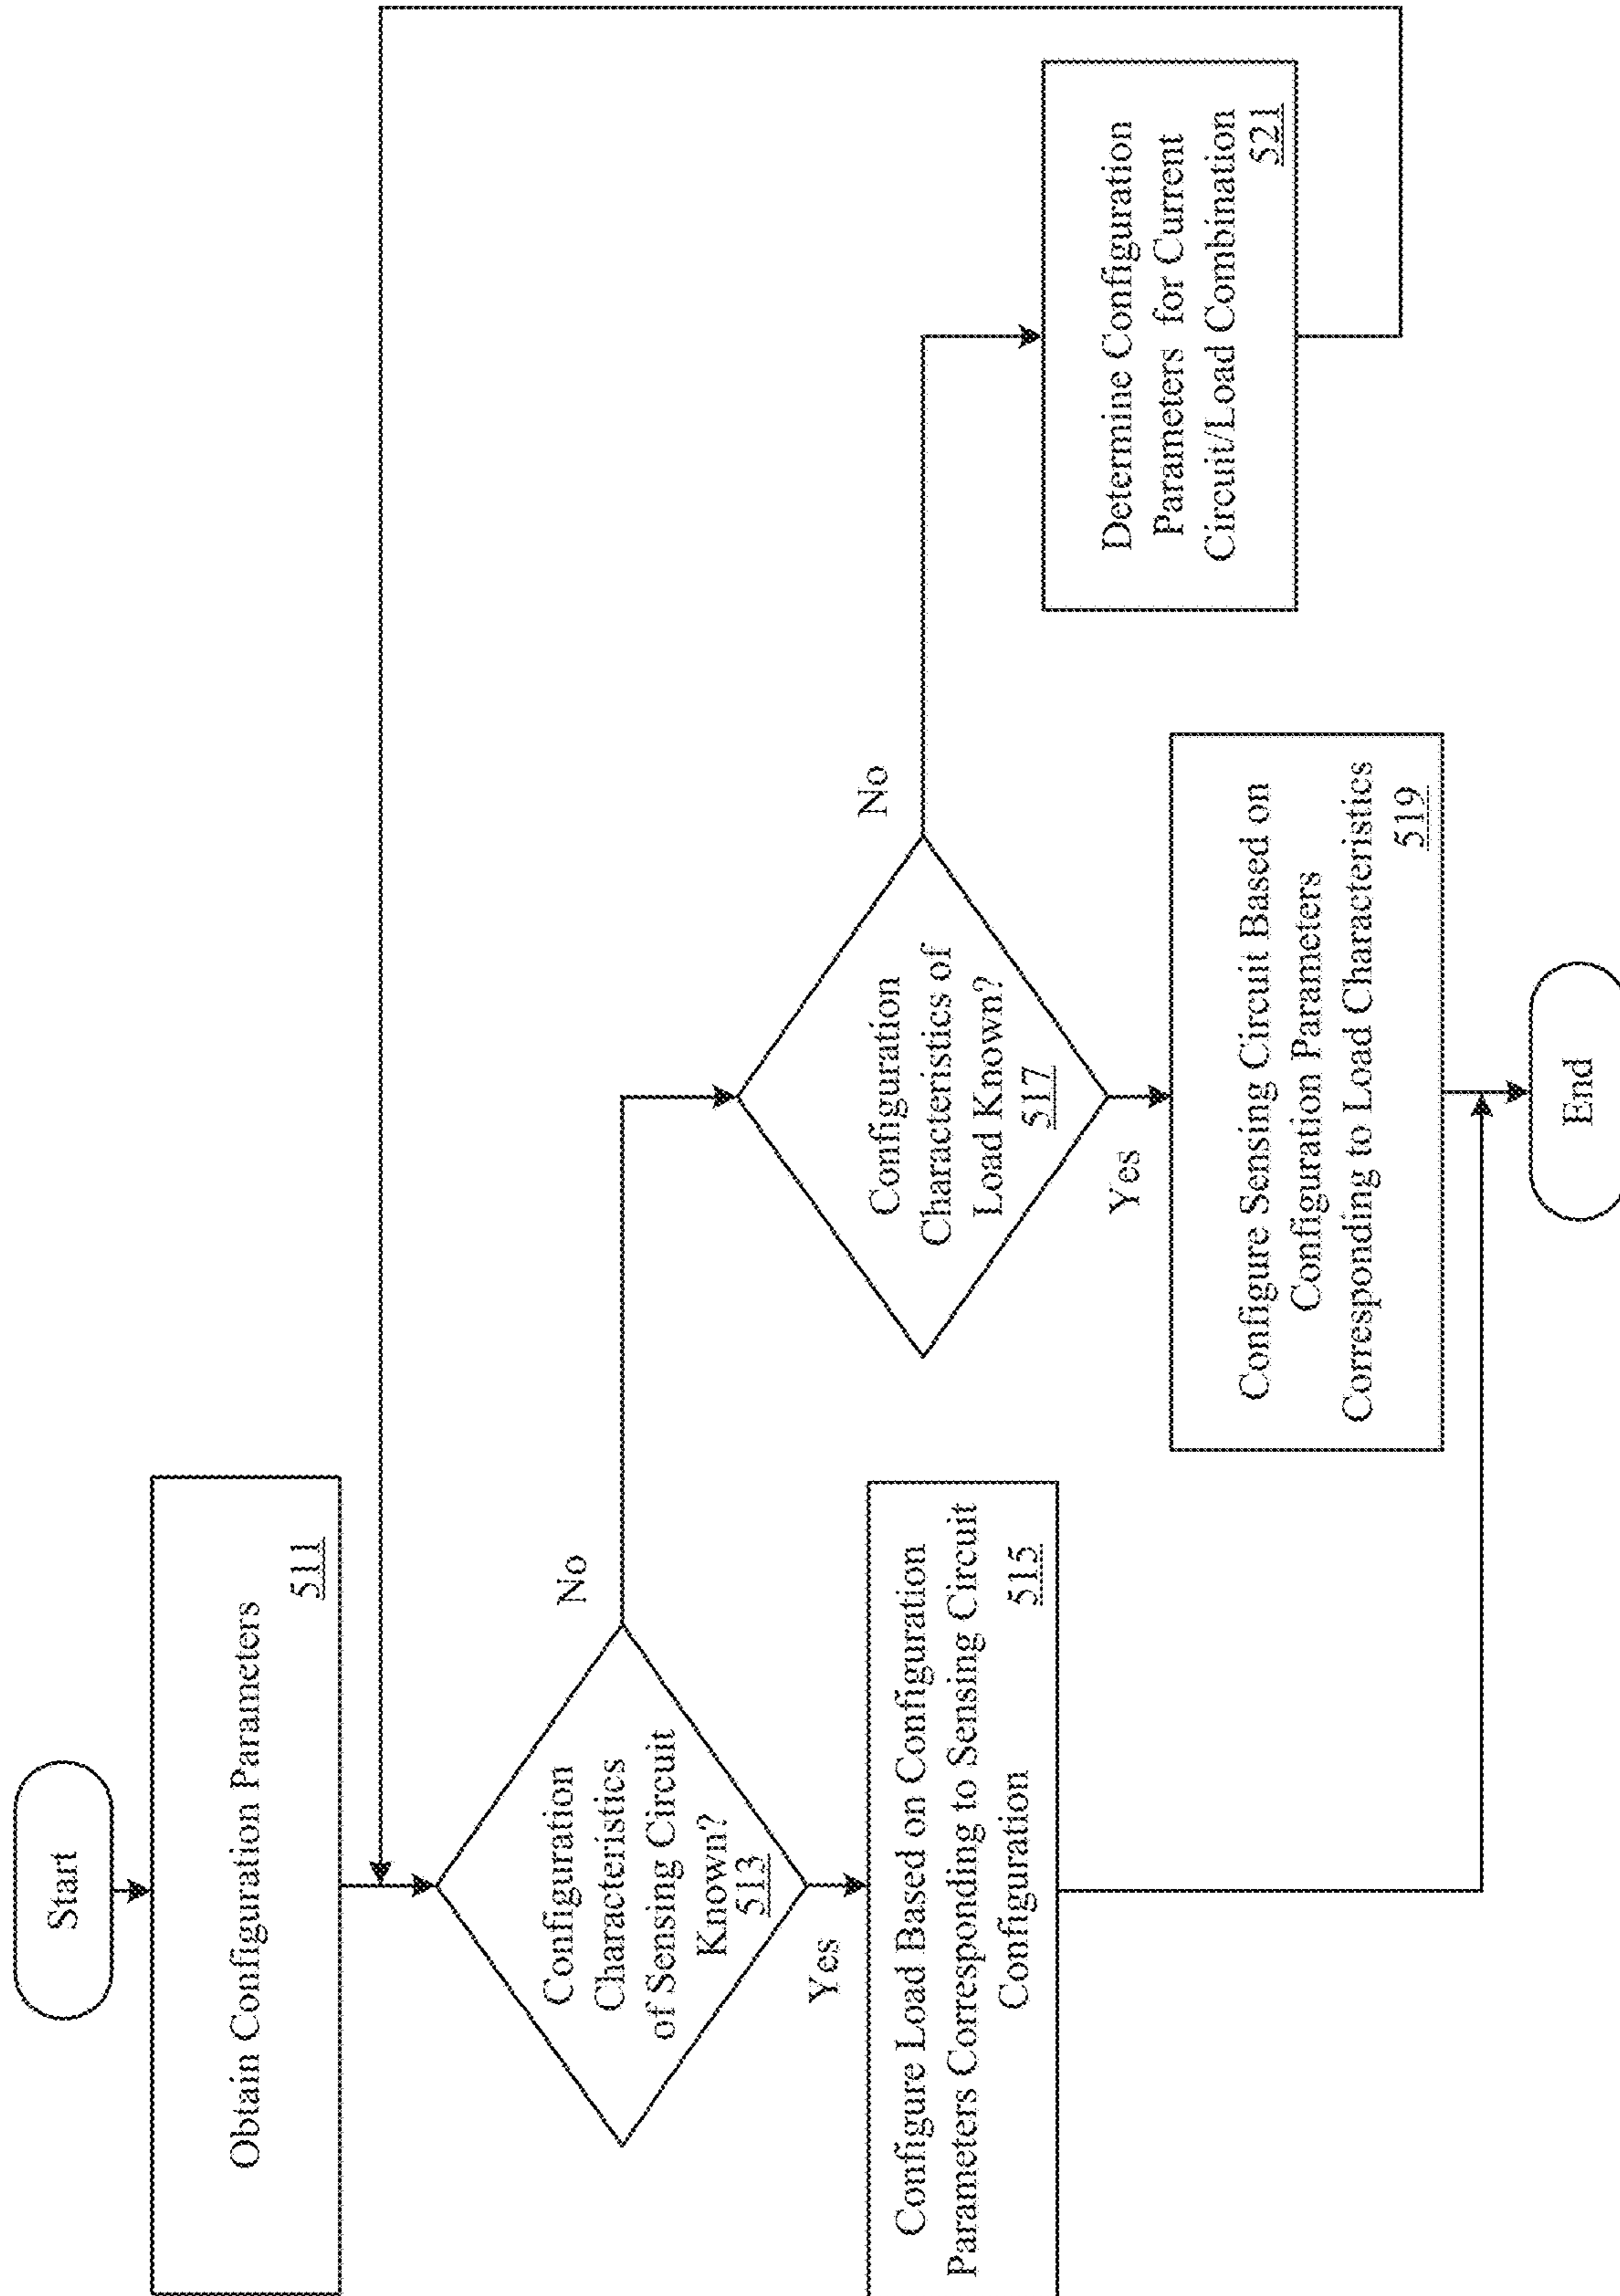 Start
Obtain Configuration Parameters
511
Configuration
Characteristics
of Sensing Circuit
Known?
513
No
Yes
Configure Load Based on Configuration
Parameters Corresponding to Sensing Circuit
Configuration
515
Configuration
Characteristics of
Load Known?
517
No
Yes
Configure Sensing Circuit Based on
Configuration Parameters
Corresponding to Load Characteristics
519
Determine Configuration
Parameters for Current
Circuit/Load Combination
521
End